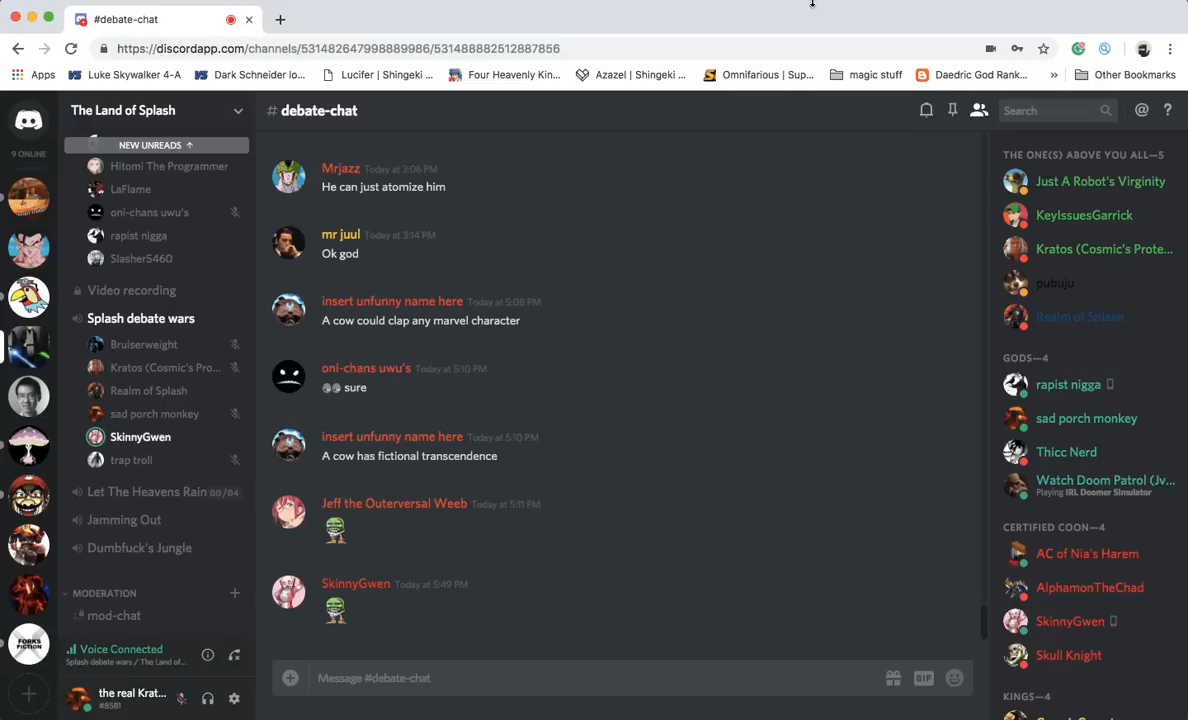 #debate-chat
https://discordapp.com/channels/531482647998889986/531488882512887856
Apps
Luke Skywalker 4-A
Dark Schneider lo...
Lucifer | Shingeki ...
Four Heavenly Kin...
Azazel | Shingeki ...
Omnifarious | Sup...
magic stuff
Daedric God Rank...
»
Other Bookmarks
The Land of Splash
# debate-chat
Search
9 ONLINE
NEW UNREADS ↑
Hitomi The Programmer
LaFlame
oni-chans uwu's
rapist nigga
Slasher5460
Video recording
Splash debate wars
Bruiserweight
Kratos (Cosmic's Pro...
Realm of Splash
sad porch monkey
SkinnyGwen
trap troll
Let The Heavens Rain 00/04
Jamming Out
Dumbfuck's Jungle
MODERATION
mod-chat
Voice Connected
Splash debate wars / The Land of...
the real Krat...
#8581
FORKS
FICTION
Mrjazz Today at 3:06 PM
He can just atomize him
mr juul Today at 3:14 PM
Ok god
insert unfunny name here Today at 5:08 PM
A cow could clap any marvel character
oni-chans uwu's Today at 5:10 PM
sure
insert unfunny name here Today at 5:10 PM
A cow has fictional transcendence
Jeff the Outerversal Weeb Today at 5:11 PM
SkinnyGwen Today at 5:49 PM
Message #debate-chat
GIF
THE ONE(S) ABOVE YOU ALL—5
Just A Robot's Virginity
KeyIssuesGarrick
Kratos (Cosmic's Prote...
pubuju
Realm of Splash
GODS—4
rapist nigga
sad porch monkey
Thicc Nerd
Watch Doom Patrol (Jv...
Playing IRL Doomer Simulator
CERTIFIED COON—4
AC of Nia's Harem
AlphamonTheChad
SkinnyGwen
Skull Knight
KINGS—4